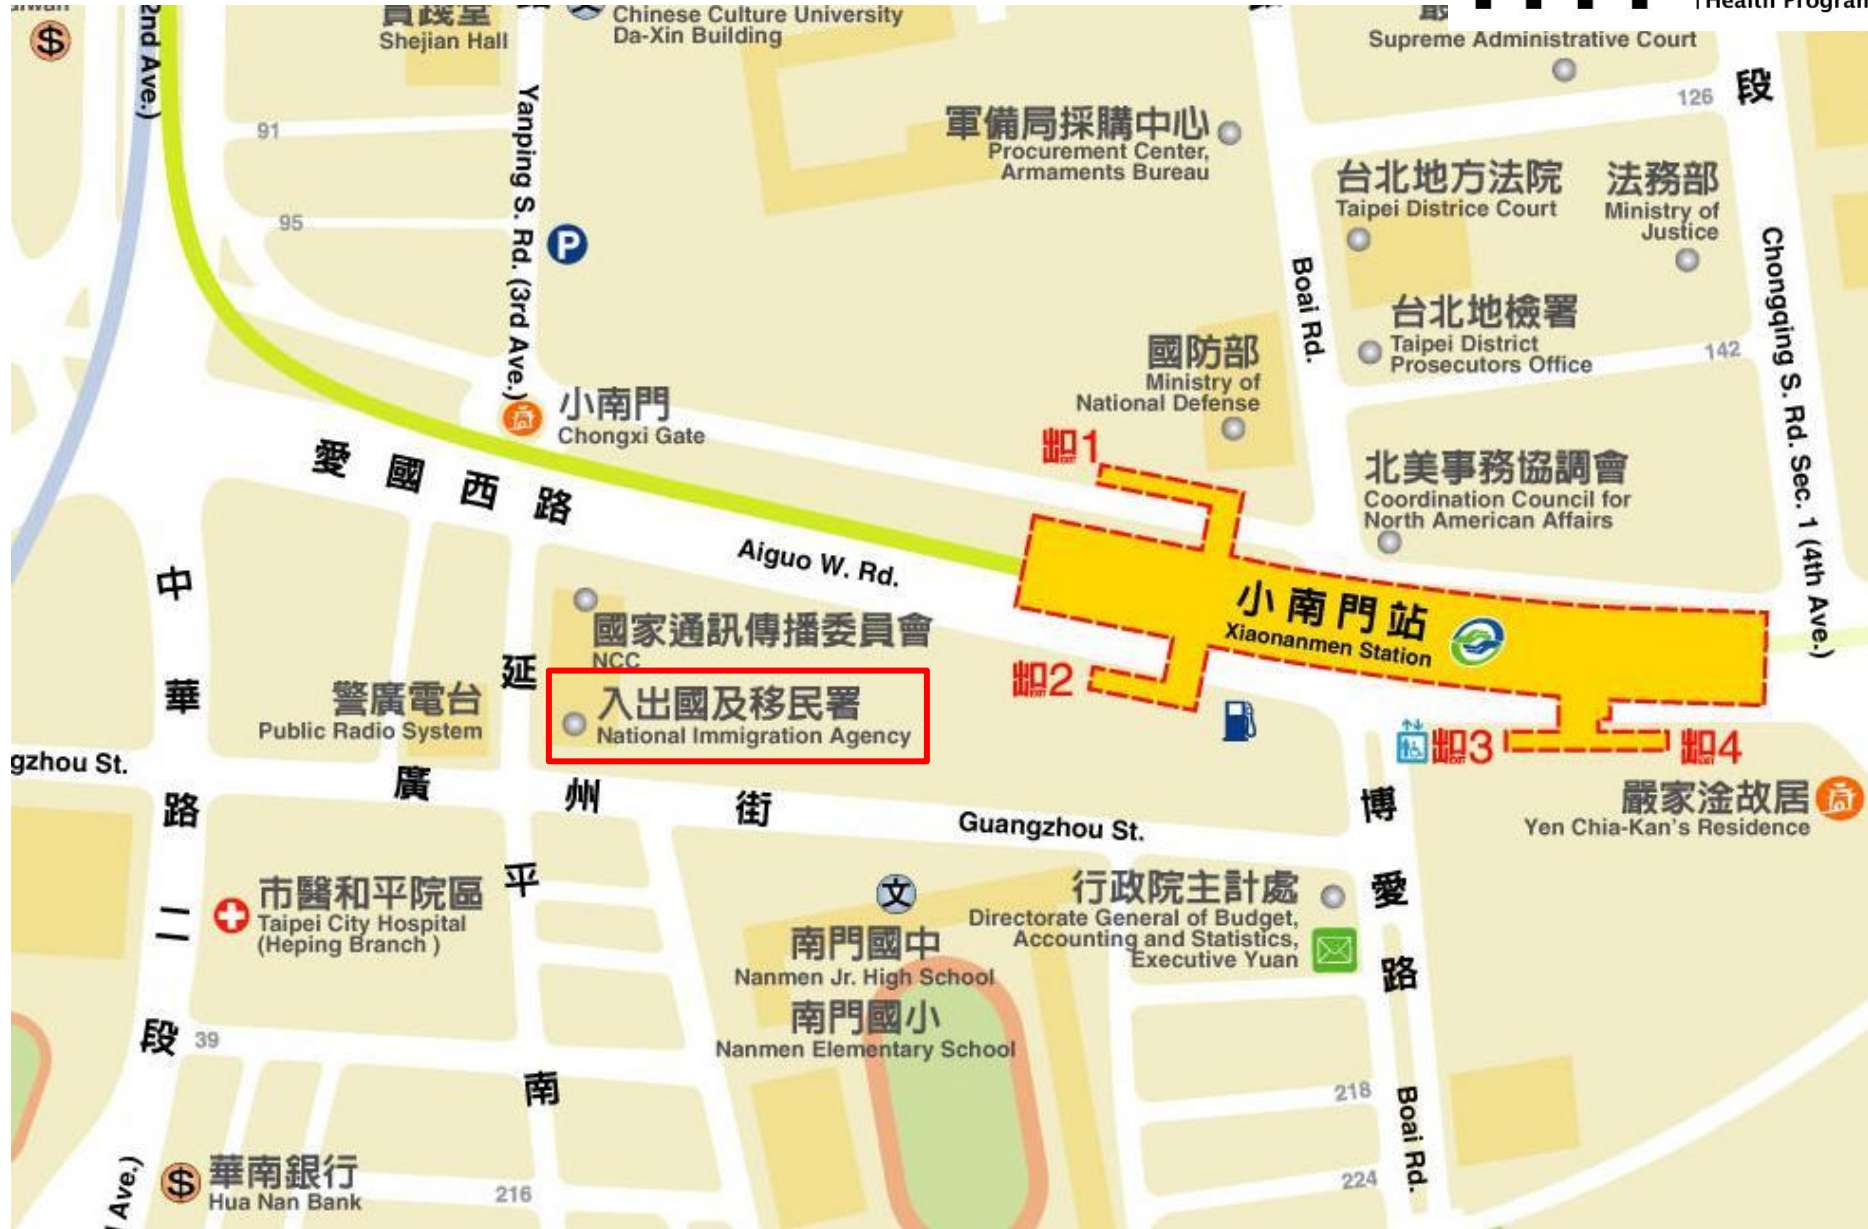 Health Program
Shejian Hall
Chinese Culture University
Da-Xin Building
Supreme Administrative Court
2nd Ave.)
91
95
Yanping S. Rd. (3rd Ave.)
P
軍備局採購中心
Procurement Center,
Armaments Bureau
126
段
台北地方法院
Taipei Districe Court
法務部
Ministry of
Justice
Boai Rd.
Chongqing S. Rd. Sec. 1 (4th Ave.)
台北地檢署
Taipei District
Prosecutors Office
142
國防部
Ministry of
National Defense
小南門
Chongxi Gate
出口1
北美事務協調會
Coordination Council for
North American Affairs
愛國西路
Aiguo W. Rd.
小南門站
Xiaonanmen Station
國家通訊傳播委員會
NCC
入出國及移民署
National Immigration Agency
出口2
出口3
出口4
警廣電台
Public Radio System
gzhou St.
廣州街
Guangzhou St.
嚴家淦故居
Yen Chia-Kan's Residence
中華路二段
延平南
博愛路
市醫和平院區
Taipei City Hospital
(Heping Branch )
文
南門國中
Nanmen Jr. High School
南門國小
Nanmen Elementary School
行政院主計處
Directorate General of Budget,
Accounting and Statistics,
Executive Yuan
39
218
Boai Rd.
224
216
$
華南銀行
Hua Nan Bank
Ave.)